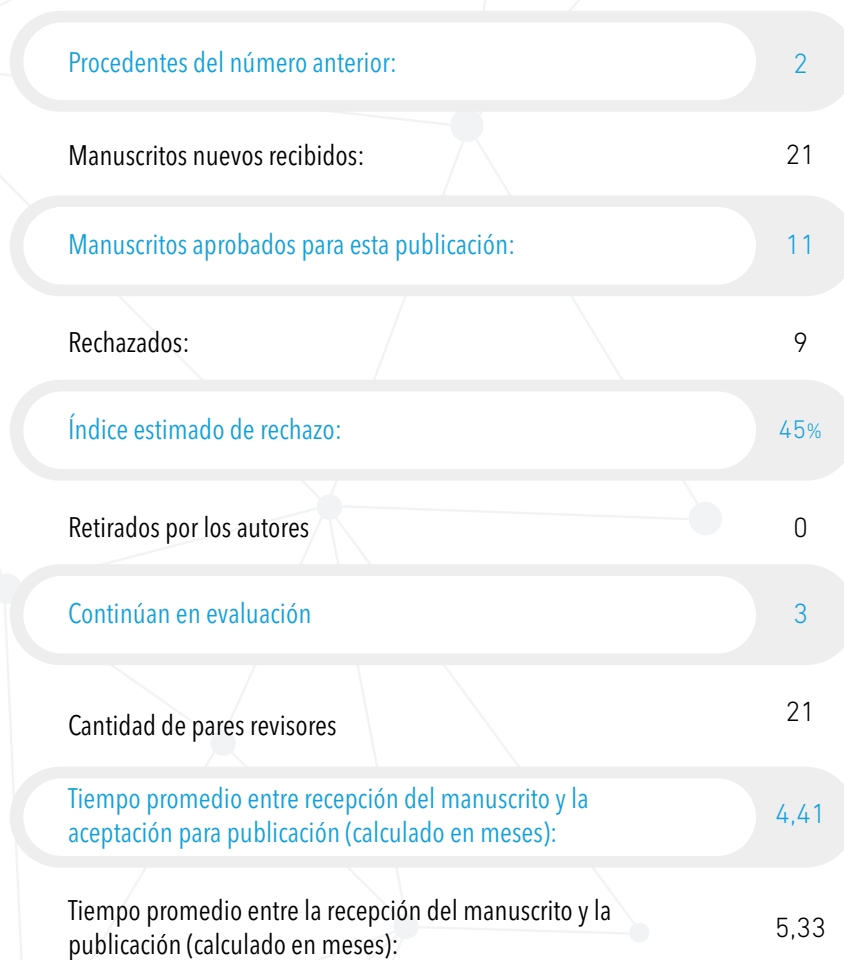 Procedentes del número anterior: 2
Manuscritos nuevos recibidos: 21
Manuscritos aprobados para esta publicación: 11
Rechazados: 9
Índice estimado de rechazo: 45%
Retirados por los autores 0
Continúan en evaluación 3
Cantidad de pares revisores 21
Tiempo promedio entre recepción del manuscrito y la
aceptación para publicación (calculado en meses): 4,41
Tiempo promedio entre la recepción del manuscrito y la
publicación (calculado en meses): 5,33